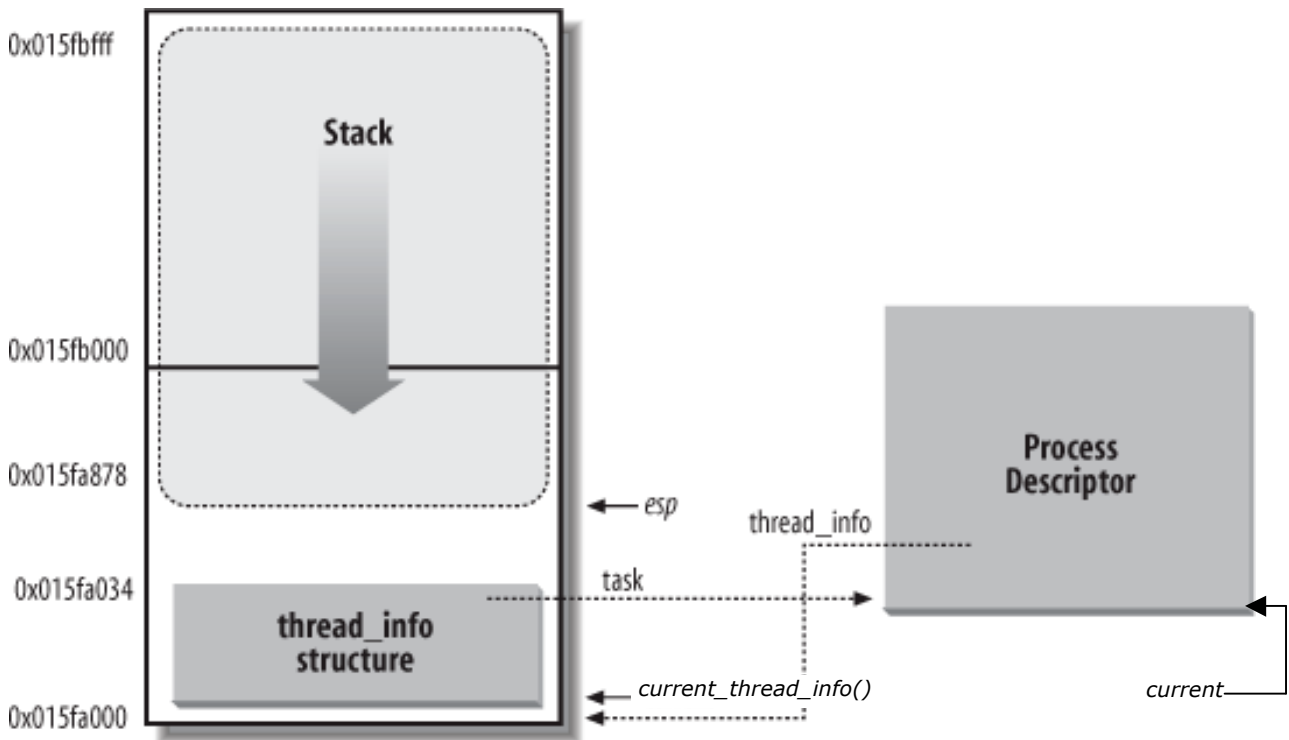 0x015fbfff
Stack
0x015fb000
0x015fa878
esp
Process
Descriptor
thread_info
0x015fa034
task
thread_info
structure
current_thread_info()
current
0x015fa000